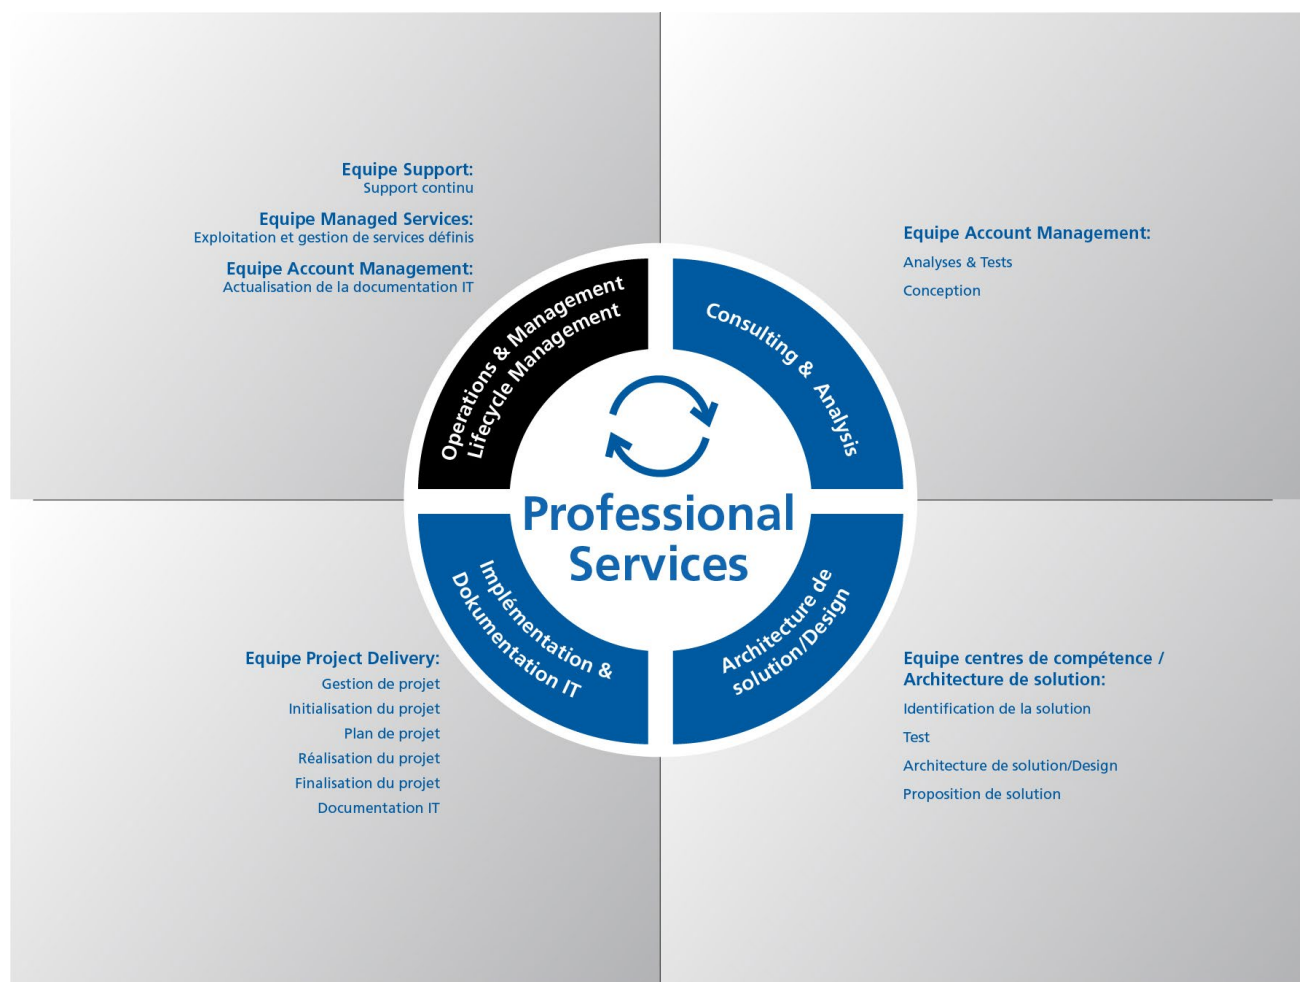 Equipe Support:
Support continu
Equipe Managed Services:
Exploitation et gestion de services définis
Equipe Account Management:
Actualisation de la documentation IT
Equipe Account Management:
Analyses & Tests
Conception
Operations & Management
Lifecycle Management
Consulting & Analysis
Professional
Services
Implémentation &
Dokumentation IT
Architecture de
solution/Design
Equipe Project Delivery:
Gestion de projet
Initialisation du projet
Plan de projet
Réalisation du projet
Finalisation du projet
Documentation IT
Equipe centres de compétence /
Architecture de solution:
Identification de la solution
Test
Architecture de solution/Design
Proposition de solution